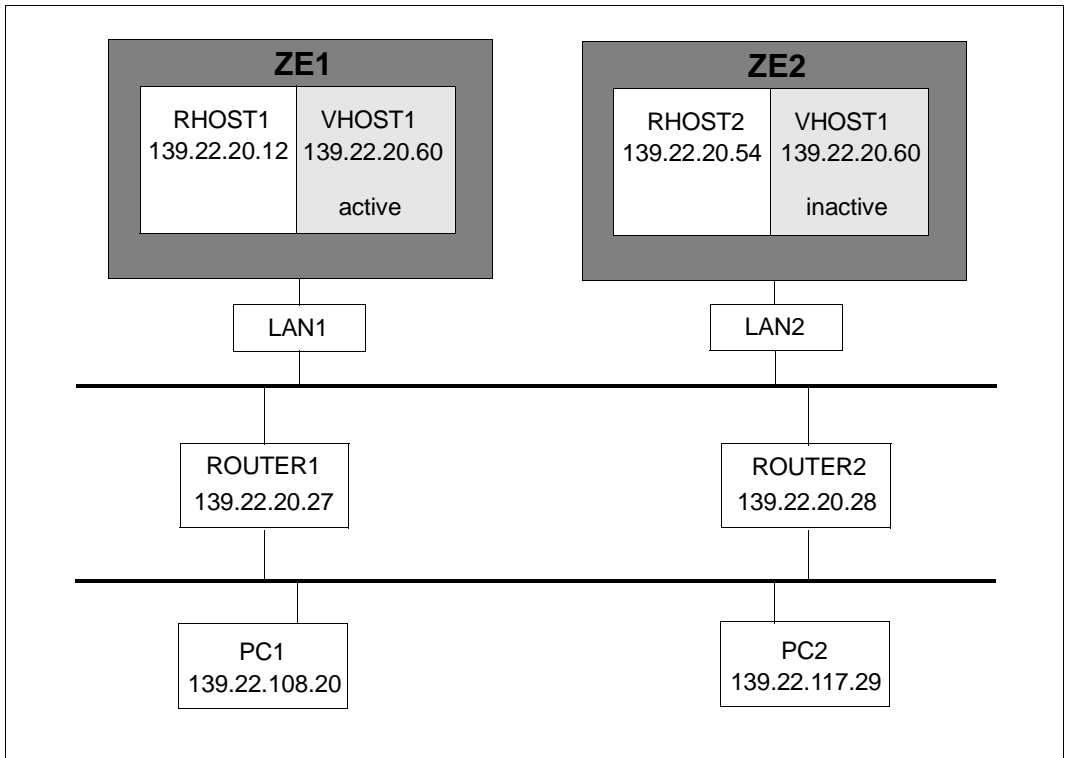 ZE1
RHOST1
139.22.20.12
VHOST1
139.22.20.60
active
ZE2
RHOST2
139.22.20.54
VHOST1
139.22.20.60
inactive
LAN1
LAN2
ROUTER1
139.22.20.27
ROUTER2
139.22.20.28
PC1
139.22.108.20
PC2
139.22.117.29